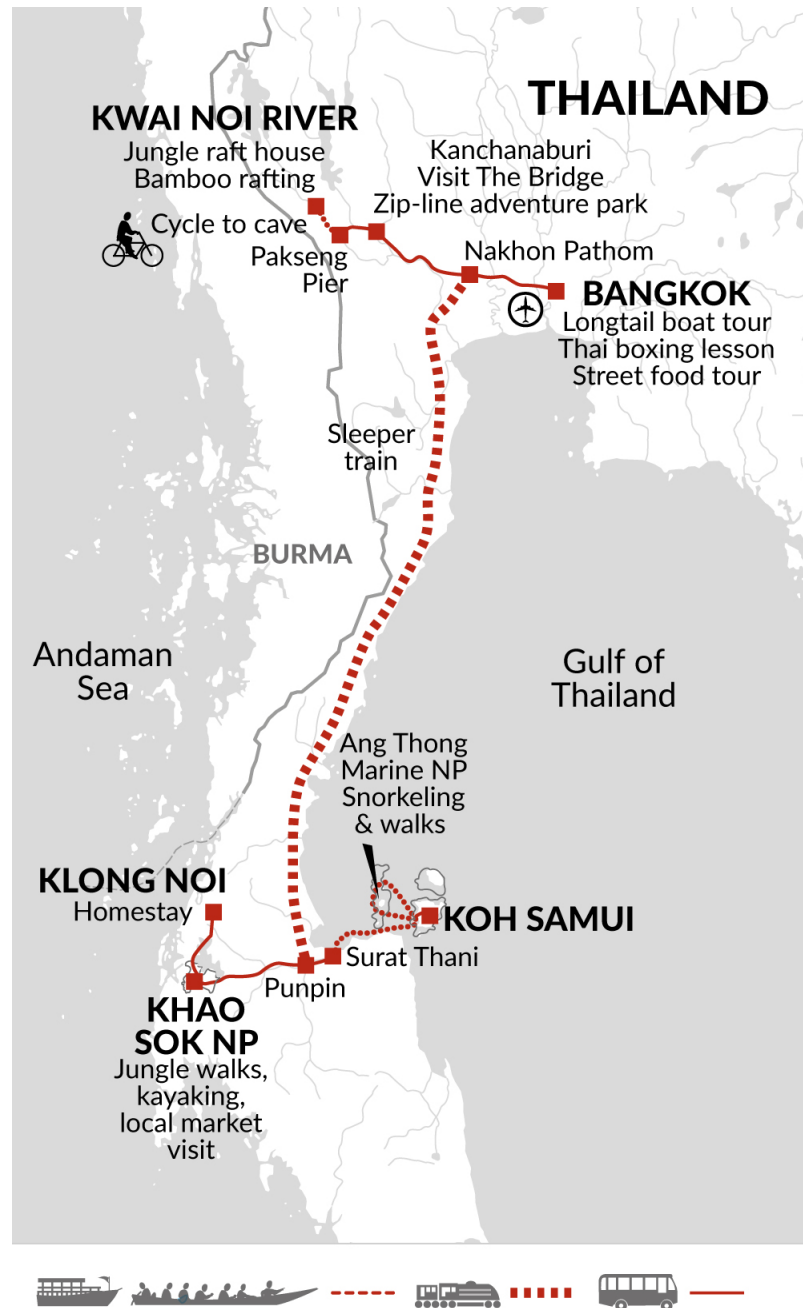 THAILAND
KWAI NOI RIVER
Jungle raft house
Bamboo rafting
Kanchanaburi
Visit The Bridge
Zip-line adventure park
Cycle to cave
Pakseng
Pier
Nakhon Pathom
BANGKOK
Longtail boat tour
Thai boxing lesson
Street food tour
Sleeper
train
BURMA
Andaman
Sea
Gulf of
Thailand
Ang Thong
Marine NP
Snorkeling
& walks
KLONG NOI
Homestay
KOH SAMUI
Surat Thani
Punpin
KHAO
SOK NP
Jungle walks,
kayaking,
local market
visit